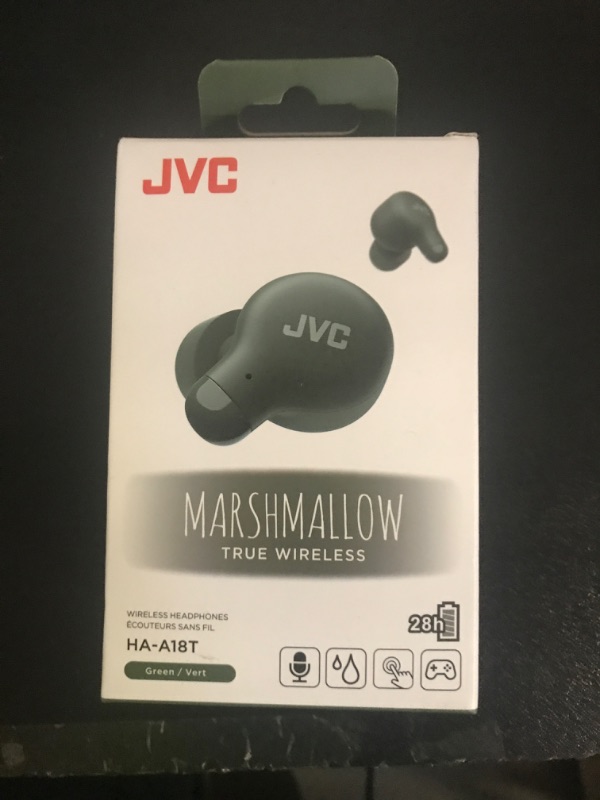 JVC
JVC
MARSHMALLOW
TRUE WIRELESS
WIRELESS HEADPHONES
ÉCOUTEURS SANS FIL
HA-A18T
Green / Vert
28h